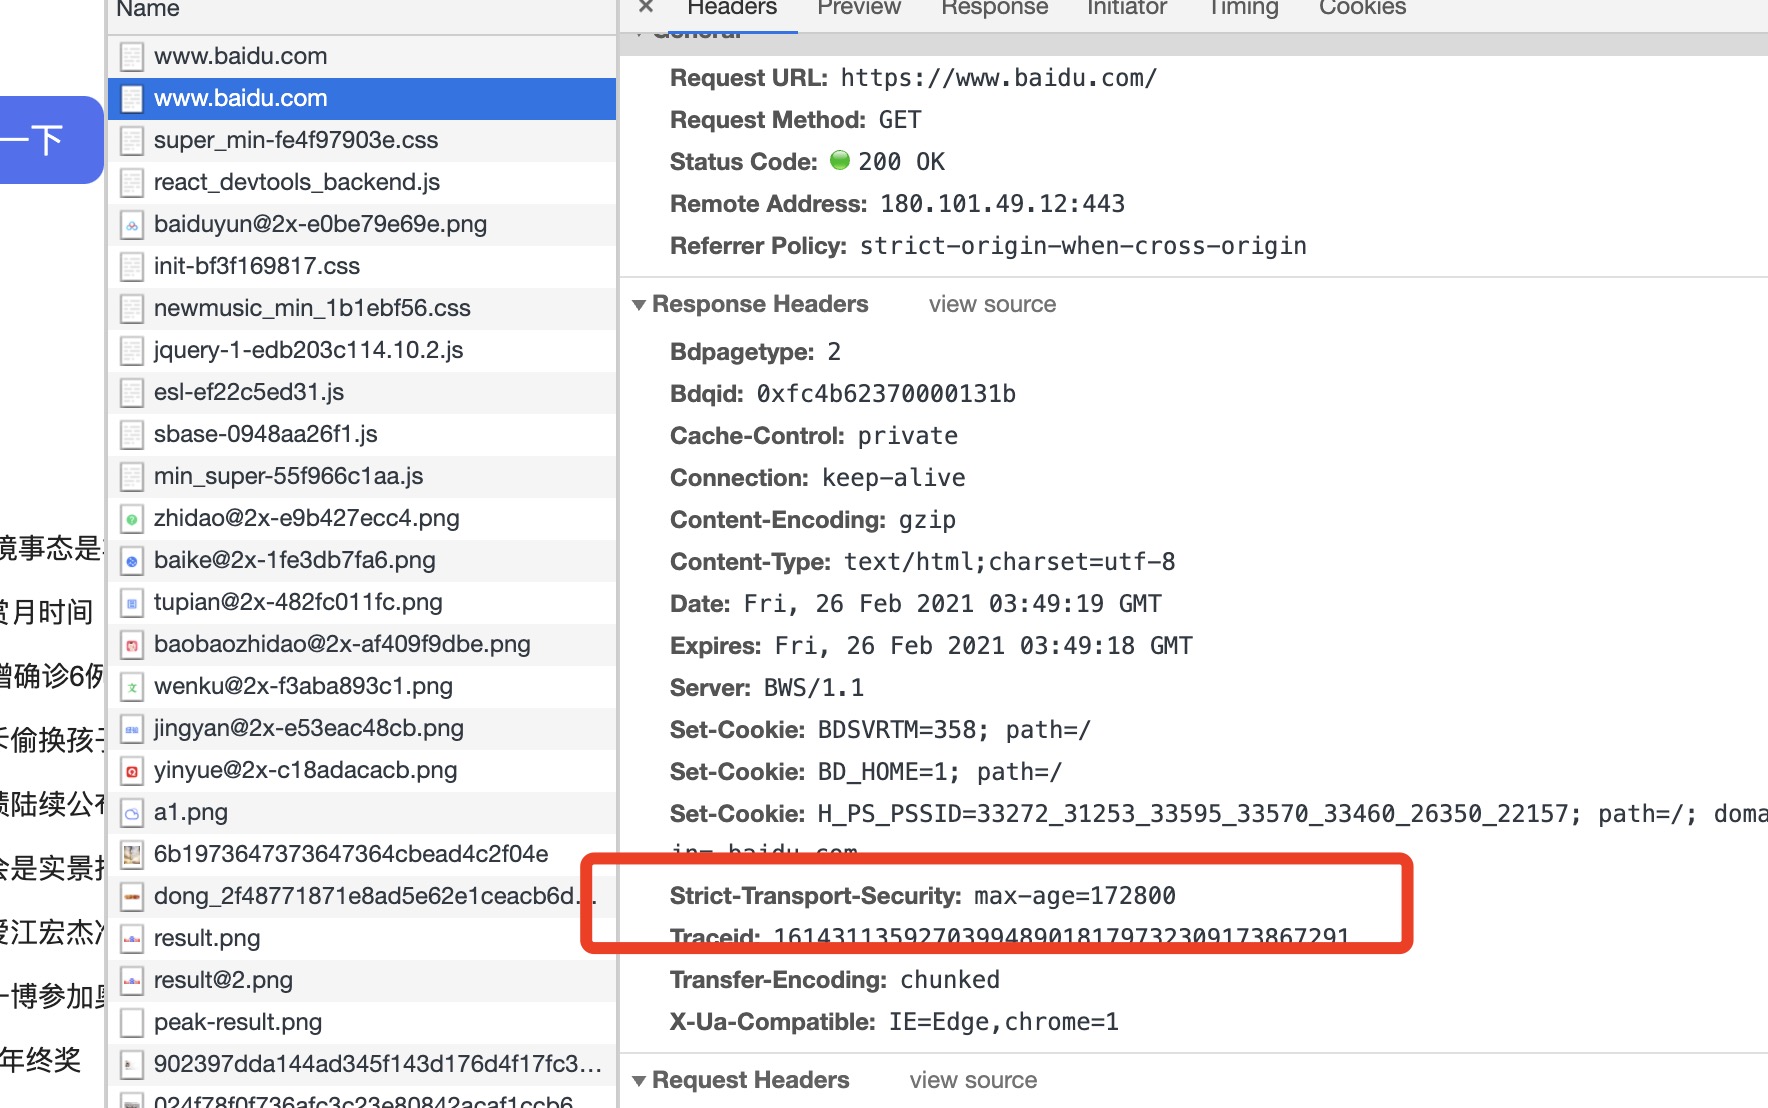 Name
Headers Preview Response Initiator Timing Cookies
General
www.baidu.com
www.baidu.com
super_min-fe4f97903e.css
react_devtools_backend.js
baiduyun@2x-e0be79e69e.png
init-bf3f169817.css
newmusic_min_1b1ebf56.css
jquery-1-edb203c114.10.2.js
esl-ef22c5ed31.js
sbase-0948aa26f1.js
min_super-55f966c1aa.js
zhidao@2x-e9b427ecc4.png
baike@2x-1fe3db7fa6.png
tupian@2x-482fc011fc.png
baobaozhidao@2x-af409f9dbe.png
wenku@2x-f3aba893c1.png
jingyan@2x-e53eac48cb.png
yinyue@2x-c18adacacb.png
a1.png
6b1973647373647364cbead4c2f04e
dong_2f48771871e8ad5e62e1ceacb6d...
result.png
result@2.png
peak-result.png
902397dda144ad345f143d176d4f17fc3...
024f78f0f736afc3c23e80842acaf1ccb6
Request URL: https://www.baidu.com/
Request Method: GET
Status Code: 200 OK
Remote Address: 180.101.49.12:443
Referrer Policy: strict-origin-when-cross-origin
Response Headers view source
Bdpagetype: 2
Bdqid: 0xfc4b62370000131b
Cache-Control: private
Connection: keep-alive
Content-Encoding: gzip
Content-Type: text/html;charset=utf-8
Date: Fri, 26 Feb 2021 03:49:19 GMT
Expires: Fri, 26 Feb 2021 03:49:18 GMT
Server: BWS/1.1
Set-Cookie: BDSVRTM=358; path=/
Set-Cookie: BD_HOME=1; path=/
Set-Cookie: H_PS_PSSID=33272_31253_33595_33570_33460_26350_22157; path=/; doma
in=.baidu.com
Strict-Transport-Security: max-age=172800
Traceid: 1614311359270399489018179732309173867291
Transfer-Encoding: chunked
X-Ua-Compatible: IE=Edge,chrome=1
Request Headers view source
一下
境事态是
赏月时间
增确诊6例
偷换孩子
绩陆续公布
会是实景
爱江宏杰
一博参加奥
年终奖